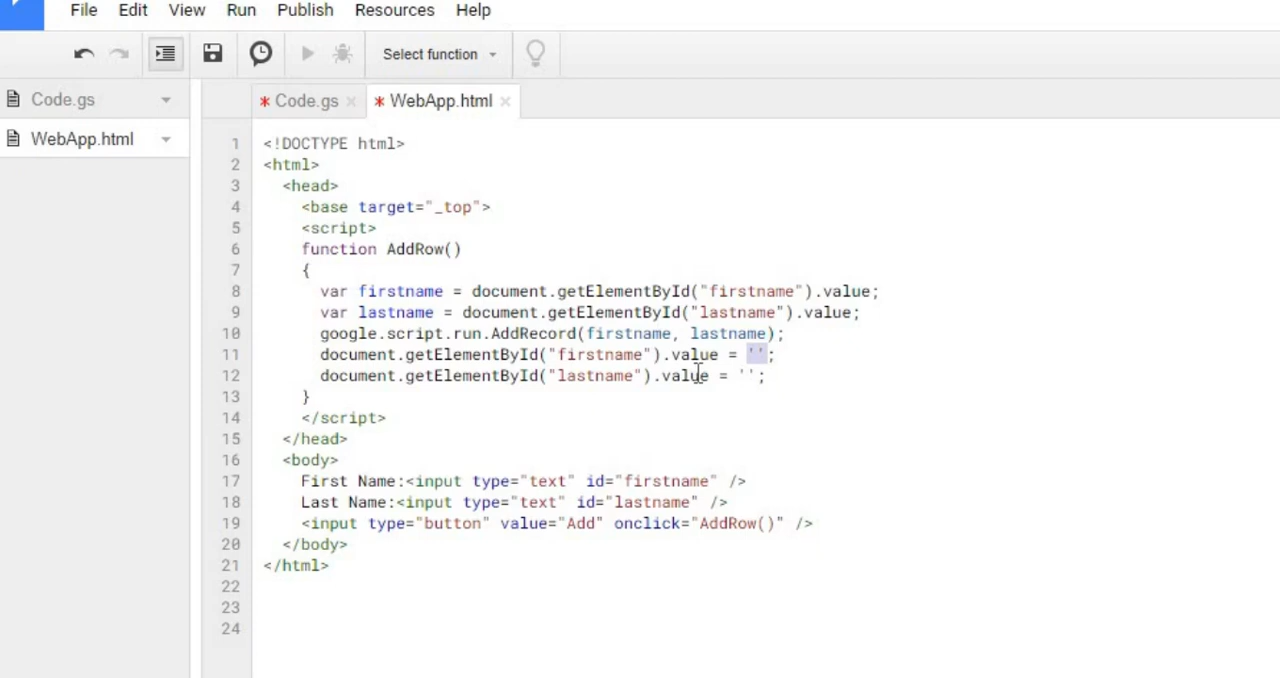 File Edit View Run Publish Resources Help
Select function
Code.gs
* Code.gs × * WebApp.html ×
WebApp.html
1 <!DOCTYPE html>
2 <html>
3 <head>
4 <base target="_top">
5 <script>
6 function AddRow()
7 {
8 var firstname = document.getElementById("firstname").value;
9 var lastname = document.getElementById("lastname").value;
10 google.script.run.AddRecord(firstname, lastname);
11 document.getElementById("firstname").value = '';
12 document.getElementById("lastname").value = '';
13 }
14 </script>
15 </head>
16 <body>
17 First Name:<input type="text" id="firstname" />
18 Last Name:<input type="text" id="lastname" />
19 <input type="button" value="Add" onclick="AddRow()" />
20 </body>
21 </html>
22
23
24